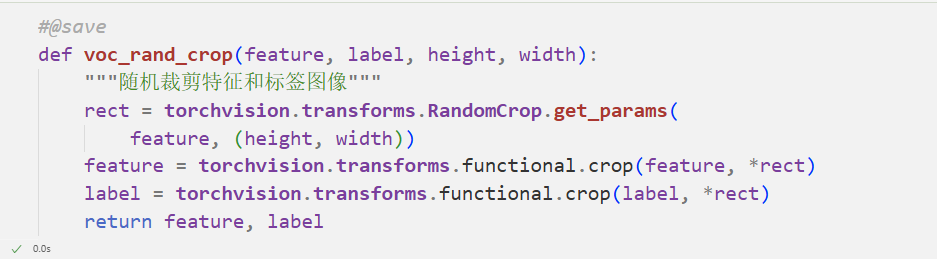 #@save
def voc_rand_crop(feature, label, height, width):
    """随机裁剪特征和标签图像"""
    rect = torchvision.transforms.RandomCrop.get_params(
        feature, (height, width))
    feature = torchvision.transforms.functional.crop(feature, *rect)
    label = torchvision.transforms.functional.crop(label, *rect)
    return feature, label
✓ 0.0s